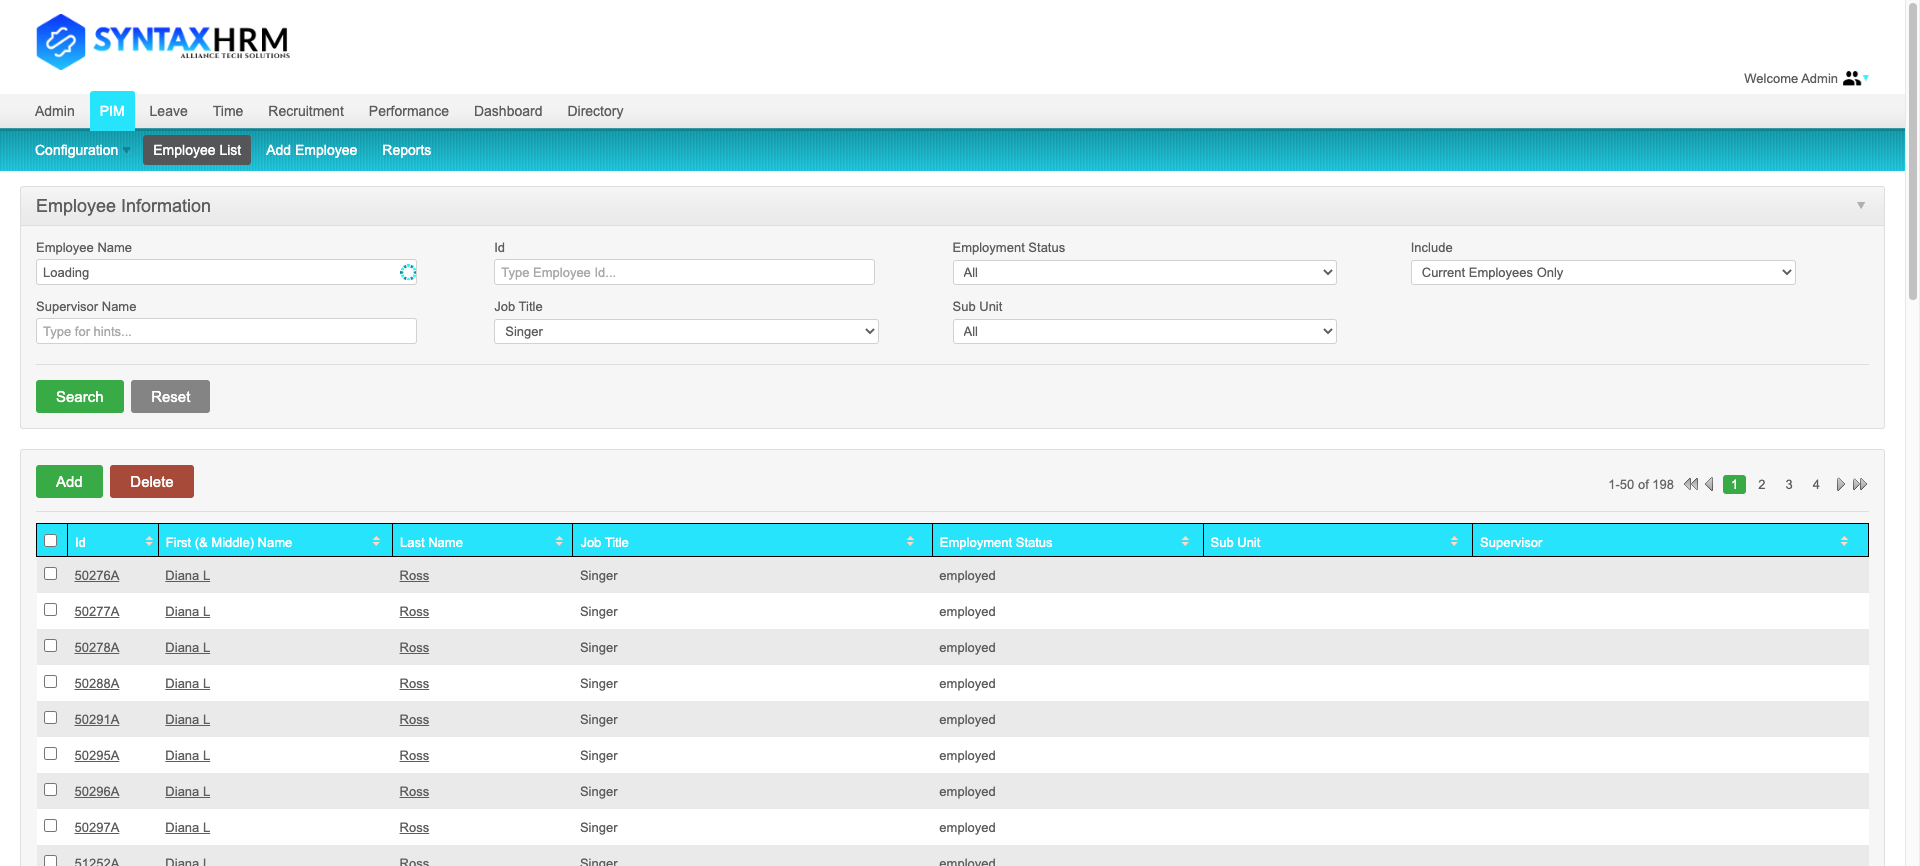 SYNTAXHRM
ALLIANCE TECH SOLUTIONS
Welcome Admin
Admin PIM Leave Time Recruitment Performance Dashboard Directory
Configuration Employee List Add Employee Reports
Employee Information
Employee Name Id Employment Status Include
Loading Type Employee Id... All Current Employees Only
Supervisor Name Job Title Sub Unit
Type for hints... Singer All
Search Reset
Add Delete 1-50 of 198 1 2 3 4
Id First (& Middle) Name Last Name Job Title Employment Status Sub Unit Supervisor
50276A Diana L Ross Singer employed
50277A Diana L Ross Singer employed
50278A Diana L Ross Singer employed
50288A Diana L Ross Singer employed
50291A Diana L Ross Singer employed
50295A Diana L Ross Singer employed
50296A Diana L Ross Singer employed
50297A Diana L Ross Singer employed
51252A Diana L Ross Singer employed